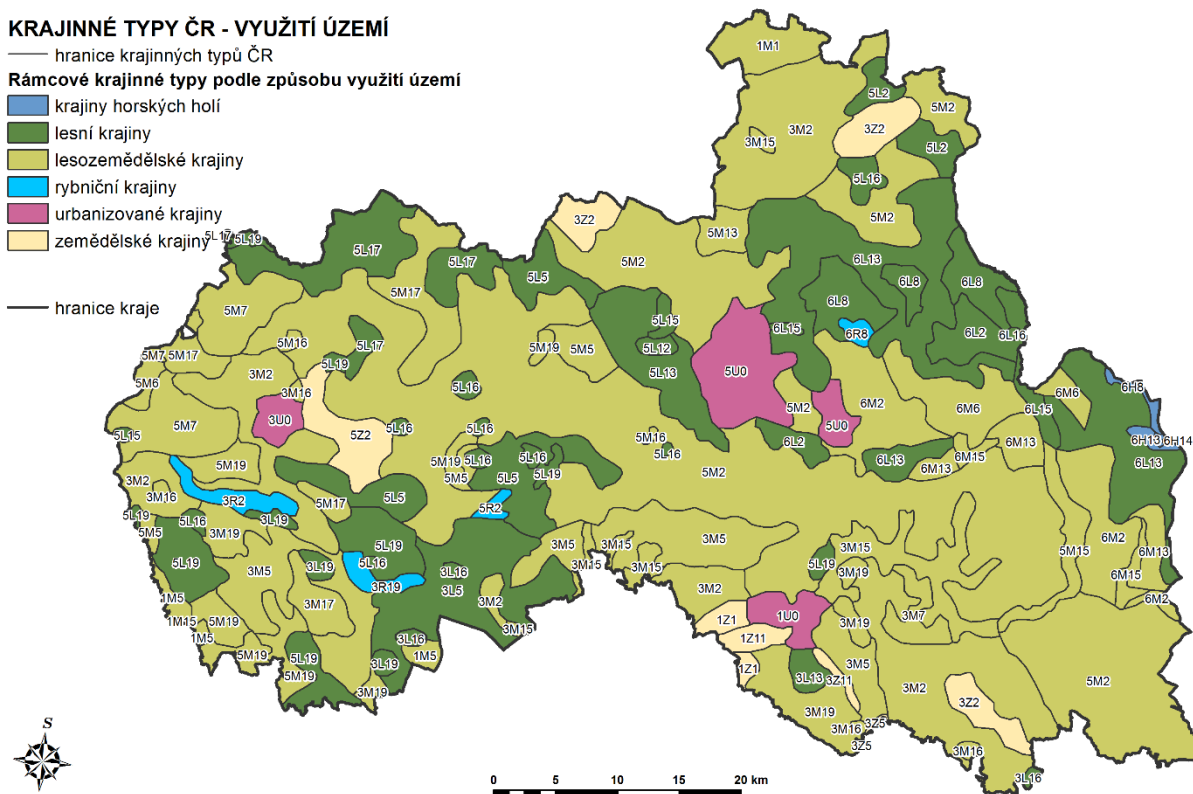 KRAJINNÉ TYPY ČR - VYUŽITÍ ÚZEMÍ
hranice krajinných typů ČR
Rámcové krajinné typy podle způsobu využití území
krajiny horských holí
lesní krajiny
lesozemědělské krajiny
rybniční krajiny
urbanizované krajiny
zemědělské krajiny
hranice kraje
1M1
5L2
5M2
3M2
3Z2
3M15
5L2
5L16
3Z2
5M2
5M13
5L17
5L19
5L17
5L17
5M2
6L13
5L5
5M17
6L8
6L8
6L8
5M7
5L15
6L15
6R8
6L2
6L16
5M16
5L17
5M19
5M5
5L12
5M7
5M17
5L19
5L13
3M2
5U0
6H8
5M6
3M16
5L16
6M6
3U0
5M2
6M2
6M6
6L15
5M7
5L16
5L16
5U0
5L15
5Z2
5M16
6L2
6M13
6H13
6H14
5L16
5L16
5L16
6M15
5M19
5M19
6L13
6M13
6L13
3M2
5M5
5L5
5L19
5M2
3M16
3R2
5M17
5L5
5R2
5L19
5L16
3L19
5M5
3M19
5L19
3M5
3M15
3M5
3M15
6M2
5M15
6M13
5L19
3M5
3L19
5L16
3L16
3M15
3M15
5L19
3M19
6M15
3R19
3L5
3M2
1M5
3M17
3M2
6M2
1M15
5M19
1Z1
1U0
3M19
3M7
1M5
3M15
3L16
1Z11
5M19
5L19
3L19
1M5
1Z1
3M5
5M19
3L13
3Z11
3M2
5M2
3M19
3M19
3Z2
3M16
3Z5
3Z5
3M16
3L16
S
0 5 10 15 20 km